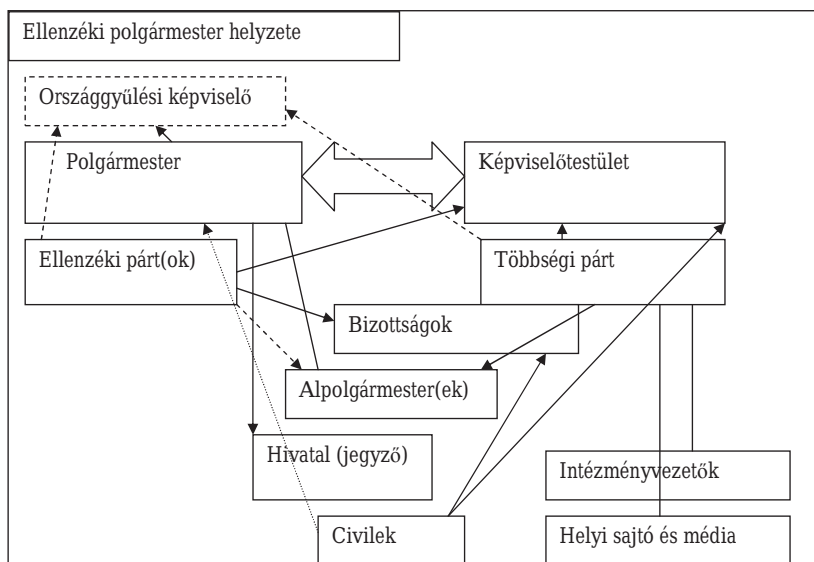 Ellenzéki polgármester helyzete
Országgyűlési képviselő
Polgármester
Képviselőtestület
Ellenzéki párt(ok)
Többségi párt
Bizottságok
Alpolgármester(ek)
Hivatal (jegyző)
Intézményvezetők
Civilek
Helyi sajtó és média